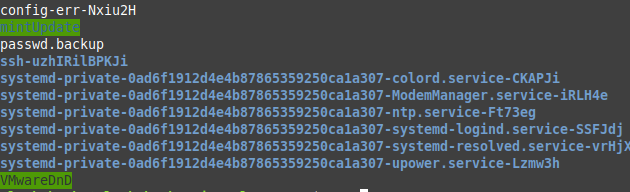 config-err-Nxiu2H
mintUpdate
passwd.backup
ssh-uzhIRilBPKJi
systemd-private-0ad6f1912d4e4b87865359250ca1a307-colord.service-CKAPJi
systemd-private-0ad6f1912d4e4b87865359250ca1a307-ModemManager.service-iRLH4e
systemd-private-0ad6f1912d4e4b87865359250ca1a307-ntp.service-Ft73eg
systemd-private-0ad6f1912d4e4b87865359250ca1a307-systemd-logind.service-SSFJdj
systemd-private-0ad6f1912d4e4b87865359250ca1a307-systemd-resolved.service-vrHjX
systemd-private-0ad6f1912d4e4b87865359250ca1a307-upower.service-Lzmw3h
VMwareDnD